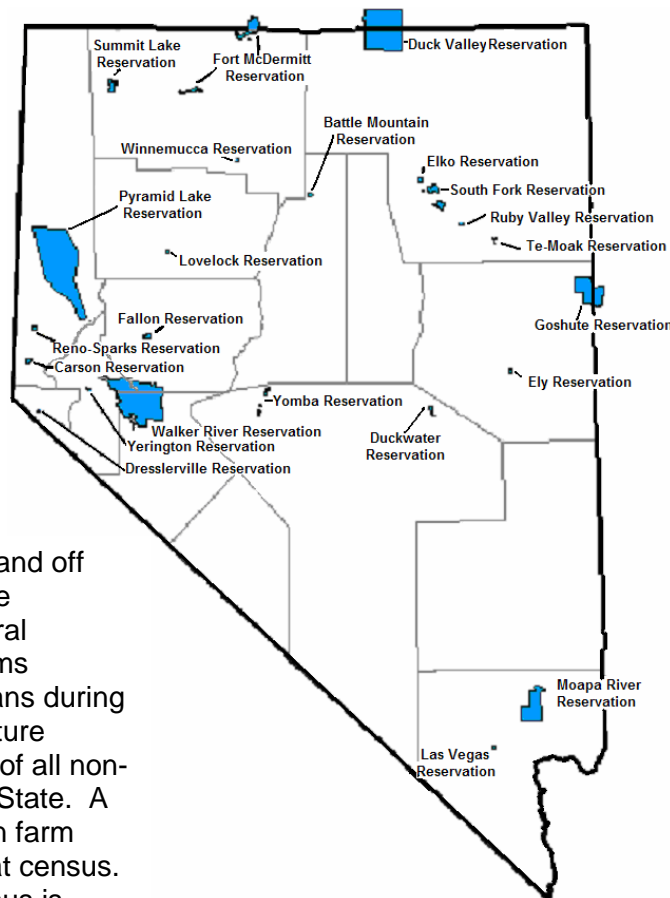 Summit Lake
Reservation
Fort McDermitt
Reservation
Duck Valley Reservation
Battle Mountain
Reservation
Winnemucca Reservation
Elko Reservation
South Fork Reservation
Pyramid Lake
Reservation
Ruby Valley Reservation
Te-Moak Reservation
Lovelock Reservation
Goshute Reservation
Fallon Reservation
Reno-Sparks Reservation
Carson Reservation
Ely Reservation
Yomba Reservation
Walker River Reservation
Duckwater
Reservation
Yerington Reservation
Dresslerville Reservation
Moapa River
Reservation
Las Vegas
Reservation
and off
e
ral
ms
ans during
ture
of all non-
State.  A
n farm
at census.
us is